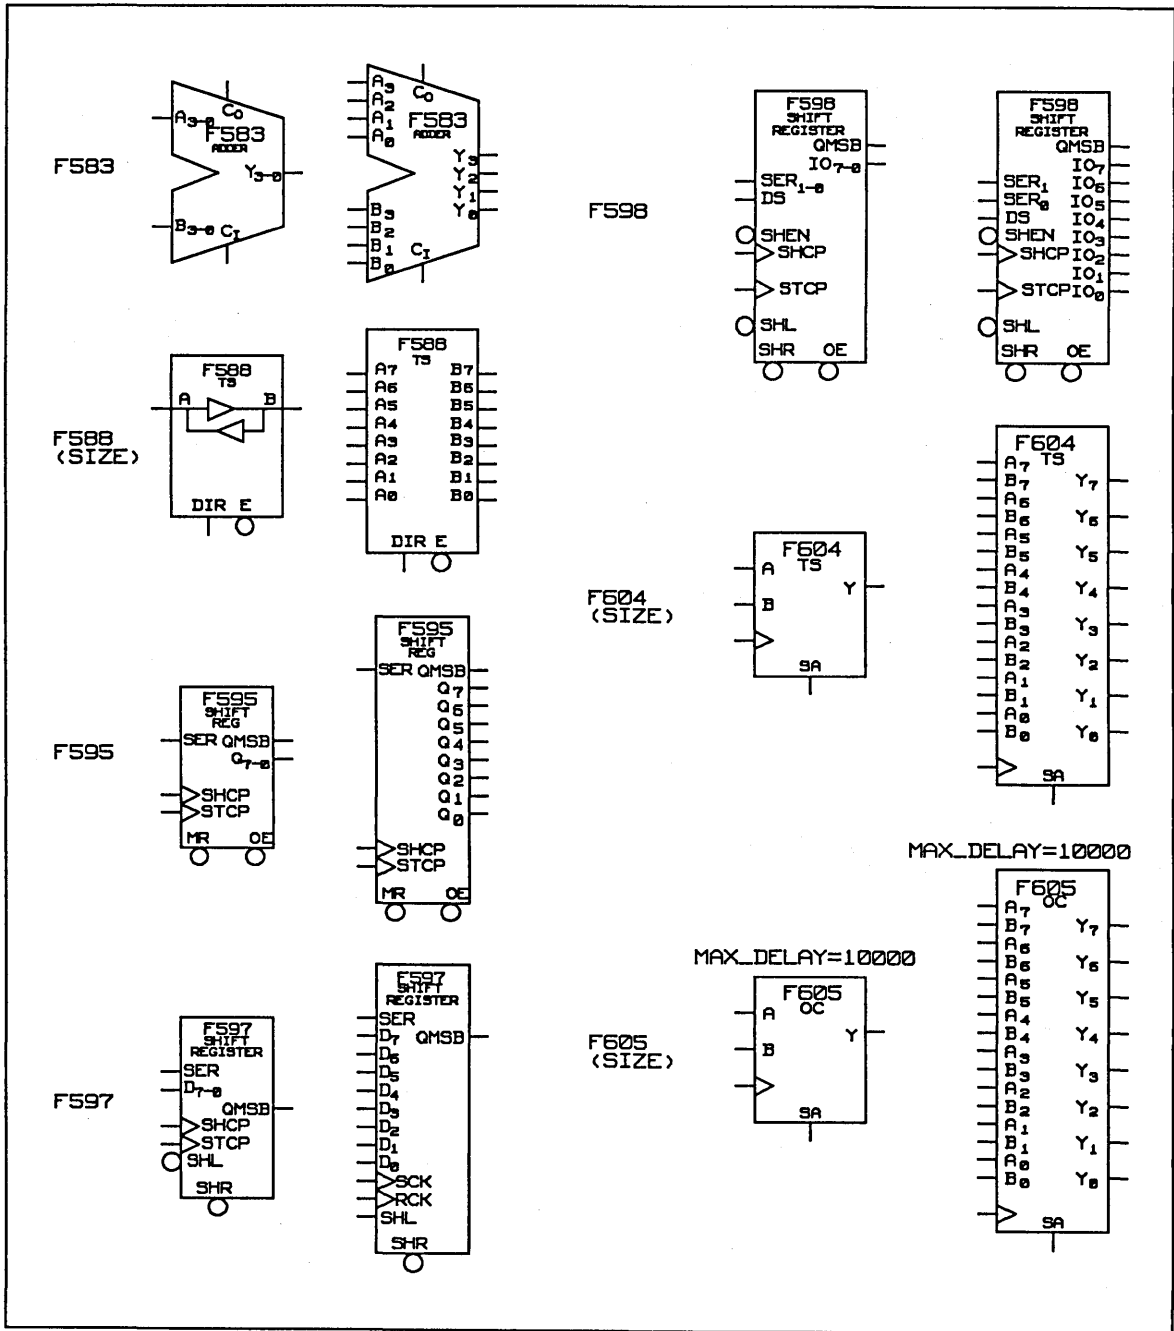 F583
A3-0
CO
F583
ADDER
Y3-0
B3-0
CI
A3
A2
A1
A0
CO
F583
ADDER
Y3
Y2
Y1
Y0
B3
B2
B1
B0
CI
F588
(SIZE)
F588
TS
A B
DIR E
F588
TS
A7 B7
A6 B6
A5 B5
A4 B4
A3 B3
A2 B2
A1 B1
A0 B0
DIR E
F595
F595
SHIFT
REG
SER QMSB
Q7-0
SHCP
STCP
MR OE
F595
SHIFT
REG
SER QMSB
Q7
Q6
Q5
Q4
Q3
Q2
Q1
Q0
SHCP
STCP
MR OE
F597
F597
SHIFT
REGISTER
SER
D7-0
QMSB
SHCP
STCP
SHL
SHR
F597
SHIFT
REGISTER
SER
D7 QMSB
D6
D5
D4
D3
D2
D1
D0
SCK
RCK
SHL
SHR
F598
F598
SHIFT
REGISTER
QMSB
IO7-0
SER1-0
DS
SHEN
SHCP
STCP
SHL
SHR OE
F598
SHIFT
REGISTER
QMSB
IO7
SER1 IO6
SER0 IO5
DS IO4
SHEN IO3
SHCP IO2
IO1
STCP IO0
SHL
SHR OE
F604
(SIZE)
F604
TS
A
Y
B
SA
F604
TS
A7
B7 Y7
A6
B6 Y6
A5
B5 Y5
A4
B4 Y4
A3
B3 Y3
A2
B2 Y2
A1
B1 Y1
A0
B0 Y0
SA
F605
(SIZE)
MAX_DELAY=10000
F605
OC
A
Y
B
SA
MAX_DELAY=10000
F605
OC
A7
B7 Y7
A6
B6 Y6
A5
B5 Y5
A4
B4 Y4
A3
B3 Y3
A2
B2 Y2
A1
B1 Y1
A0
B0 Y0
SA